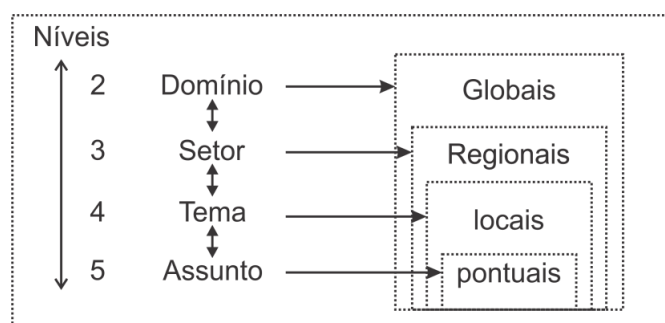 Níveis
2 Domínio Globais
3 Setor Regionais
4 Tema locais
5 Assunto pontuais